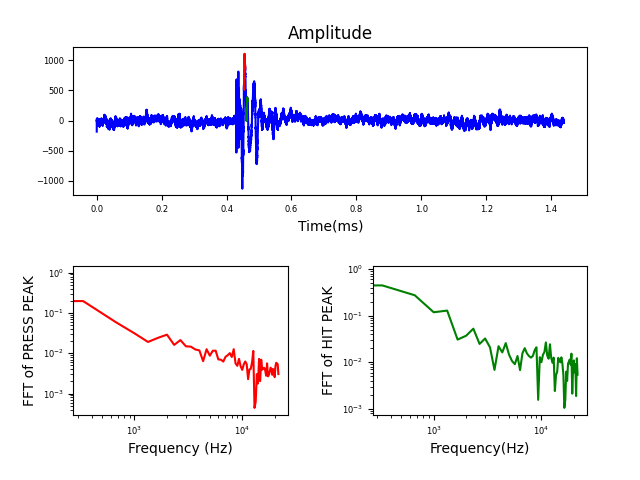 Amplitude
1000
500
0
−500
−1000
0.0 0.2 0.4 0.6 0.8 1.0 1.2 1.4
Time(ms)
FFT of PRESS PEAK
10⁰
10⁻¹
10⁻²
10⁻³
10³ 10⁴
Frequency (Hz)
FFT of HIT PEAK
10⁰
10⁻¹
10⁻²
10⁻³
10³ 10⁴
Frequency(Hz)